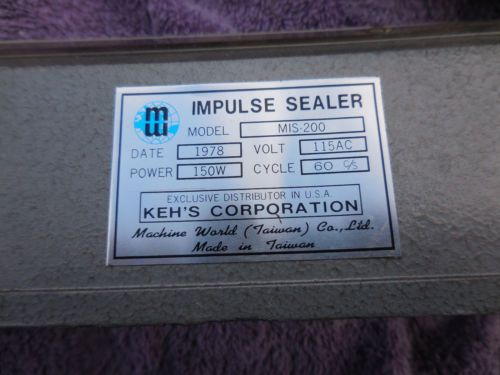 IMPULSE SEALER
MODEL MIS-200
DATE 1978 VOLT 115AC
POWER 150W CYCLE 60 C/S
EXCLUSIVE DISTRIBUTOR IN U.S.A.
KEH'S CORPORATION
Machine World (Taiwan) Co., Ltd.
Made in Taiwan